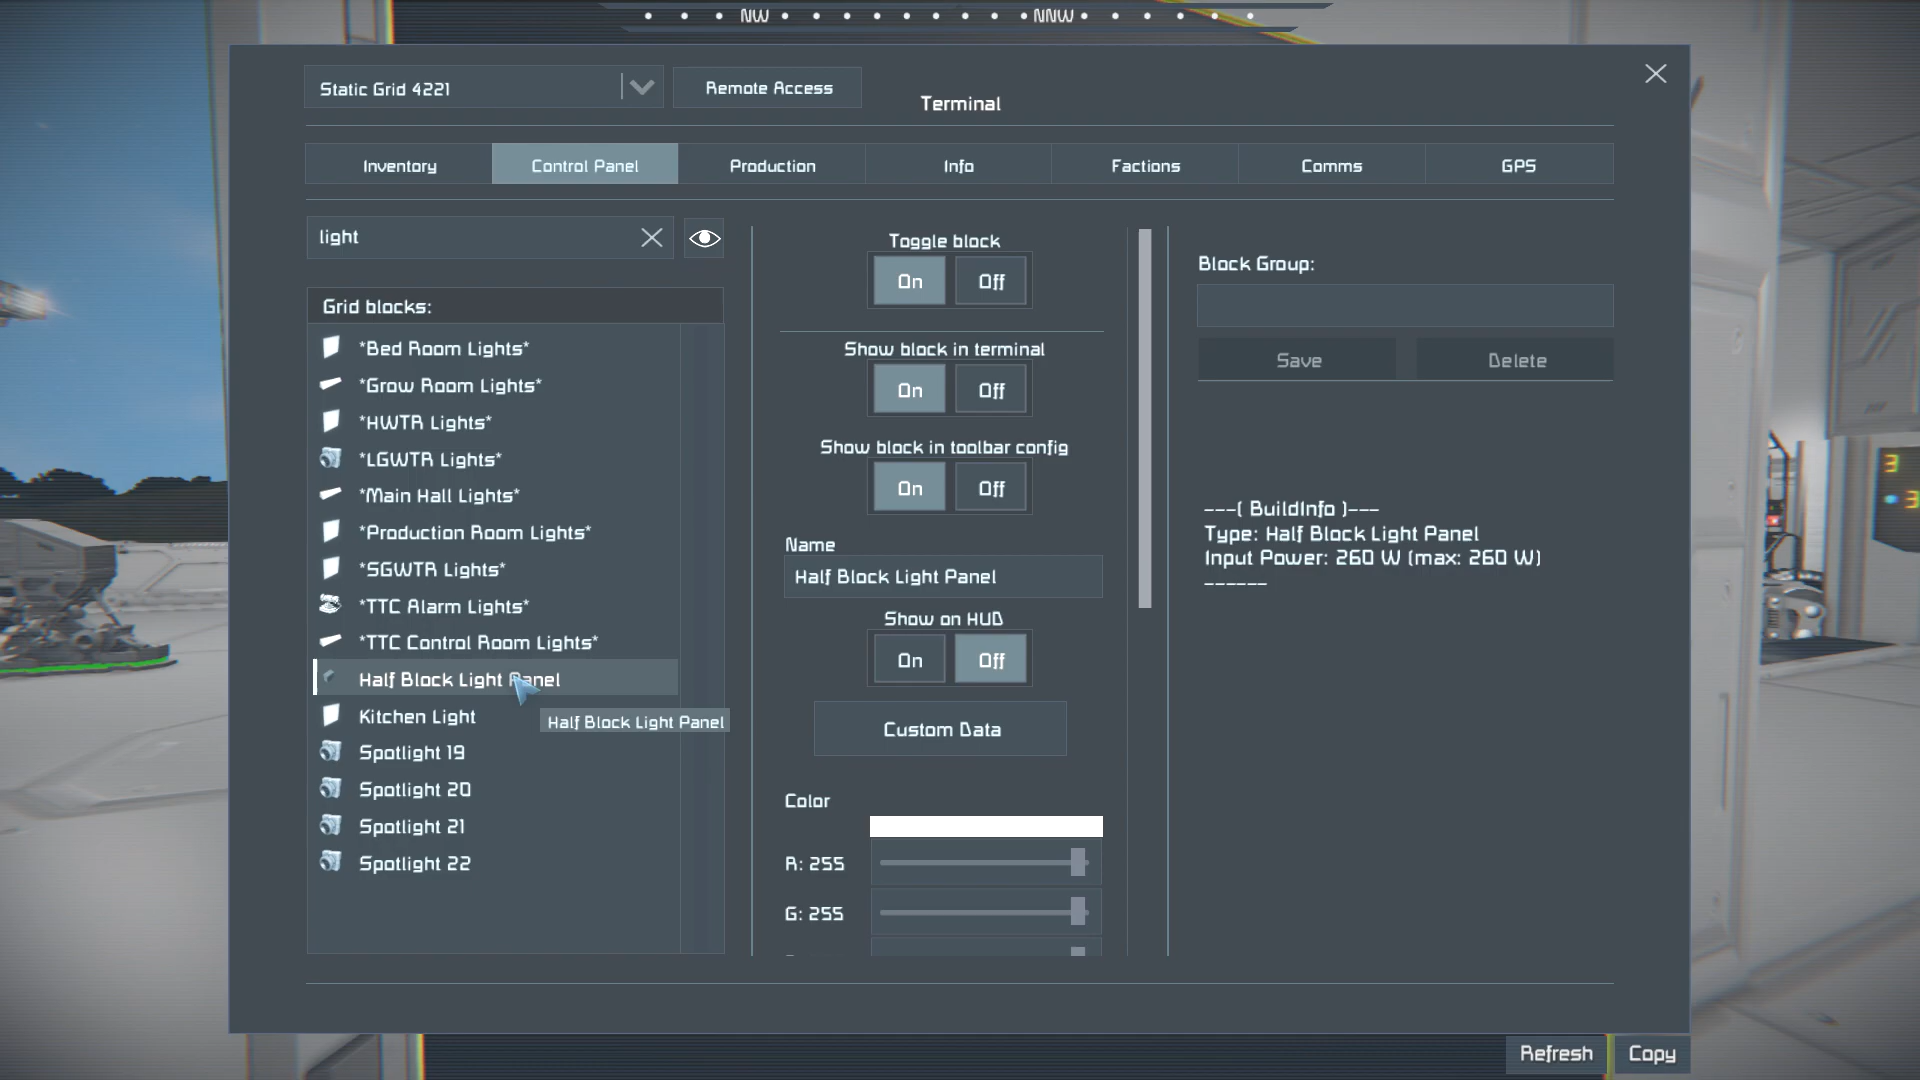 NW
NNW
Static Grid 4221
Remote Access
Terminal
Inventory
Control Panel
Production
Info
Factions
Comms
GPS
light
Grid blocks:
*Bed Room Lights*
*Grow Room Lights*
*HWTR Lights*
*LGWTR Lights*
*Main Hall Lights*
*Production Room Lights*
*SGWTR Lights*
*TTC Alarm Lights*
*TTC Control Room Lights*
Half Block Light Panel
Kitchen Light
Half Block Light Panel
Spotlight 19
Spotlight 20
Spotlight 21
Spotlight 22
Toggle block
On
Off
Show block in terminal
On
Off
Show block in toolbar config
On
Off
Name
Half Block Light Panel
Show on HUD
On
Off
Custom Data
Color
R: 255
G: 255
Block Group:
Save
Delete
---( BuildInfo )---
Type: Half Block Light Panel
Input Power: 260 W (max: 260 W)
------
3
3
Refresh
Copy